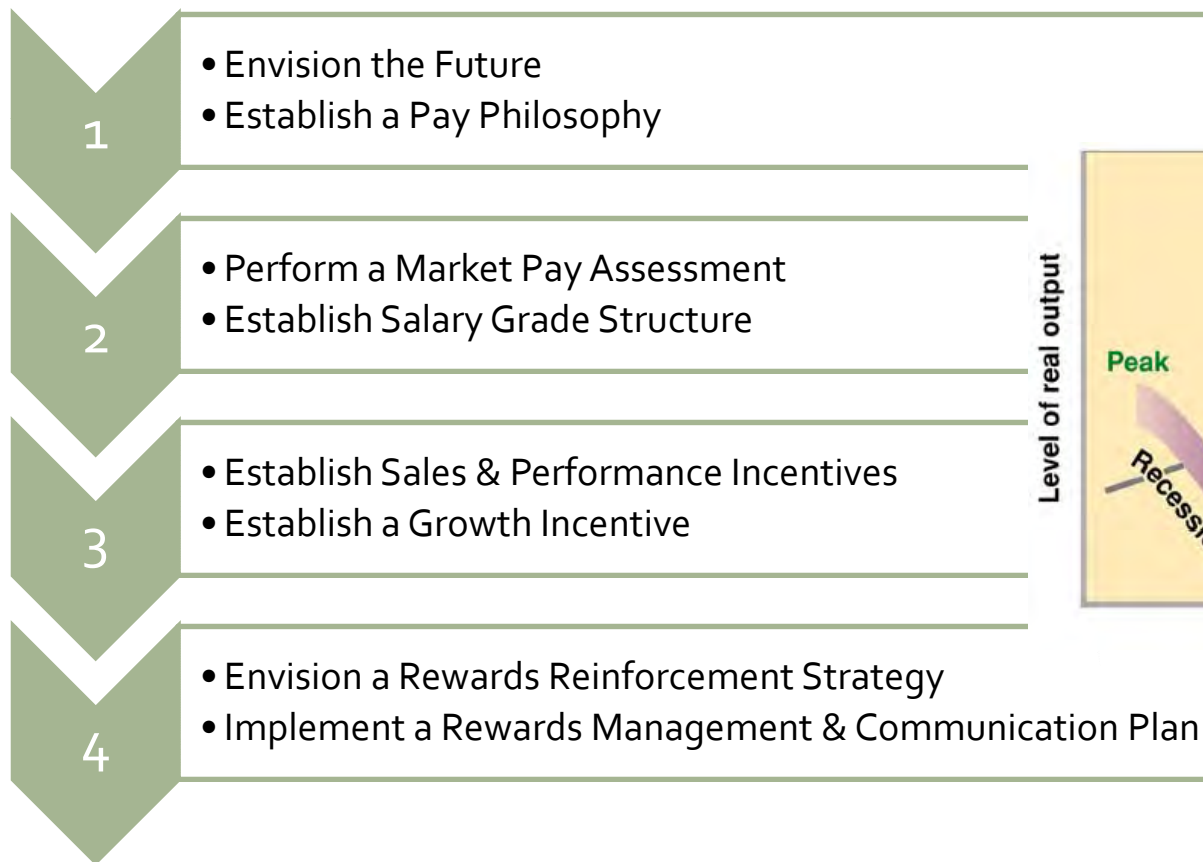 1
• Envision the Future
• Establish a Pay Philosophy
2
• Perform a Market Pay Assessment
• Establish Salary Grade Structure
3
• Establish Sales & Performance Incentives
• Establish a Growth Incentive
4
• Envision a Rewards Reinforcement Strategy
• Implement a Rewards Management & Communication Plan
Level of real output
Peak